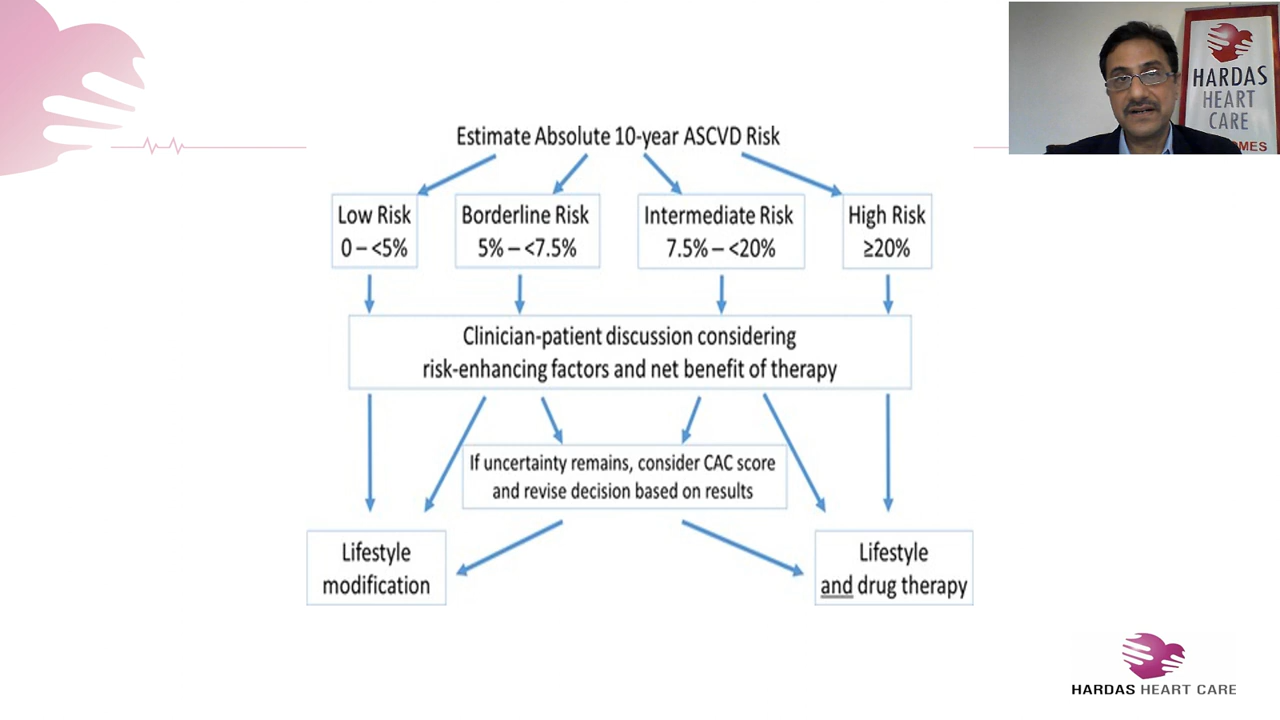 HARDAS
HEART
CARE
OMES
Estimate Absolute 10-year ASCVD Risk
Low Risk
0 – <5%
Borderline Risk
5% – <7.5%
Intermediate Risk
7.5% – <20%
High Risk
≥20%
Clinician-patient discussion considering
risk-enhancing factors and net benefit of therapy
If uncertainty remains, consider CAC score
and revise decision based on results
Lifestyle
modification
Lifestyle
and drug therapy
HARDAS HEART CARE